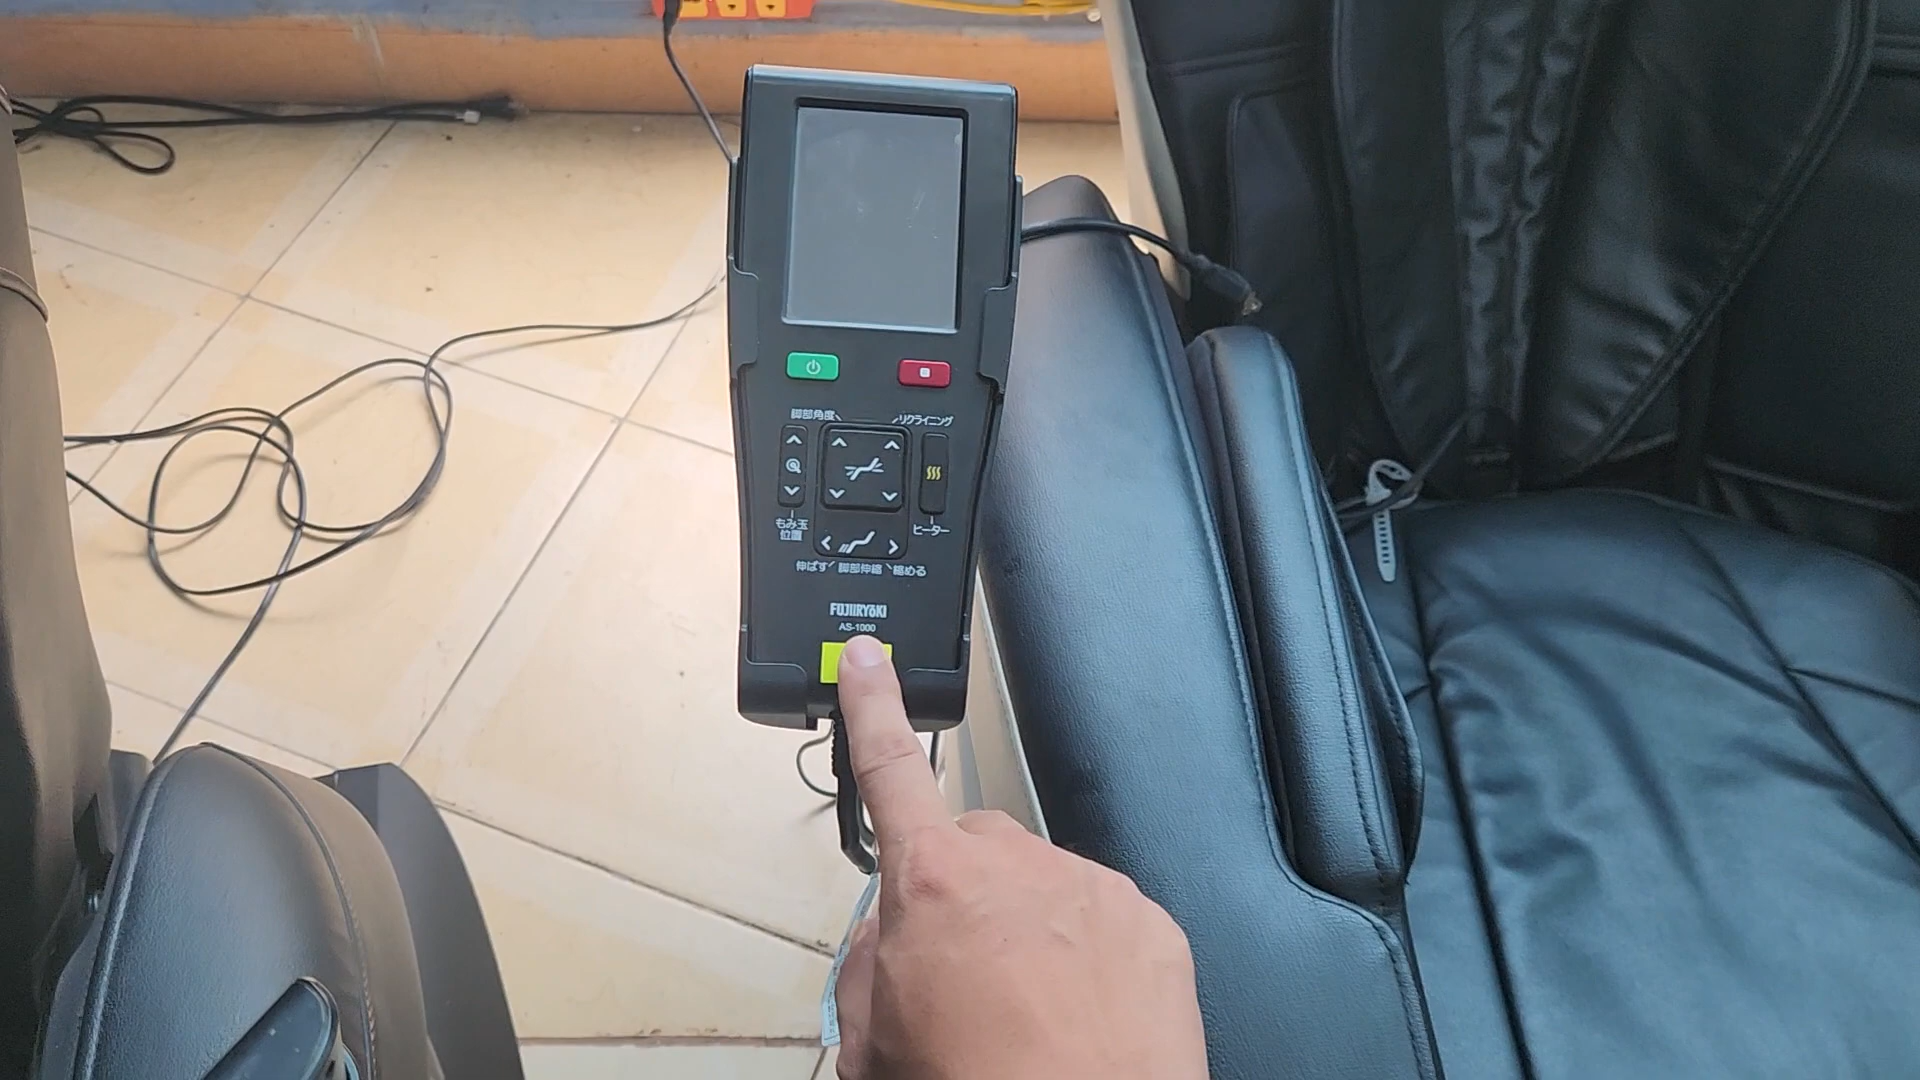 脚部角度
リクライニング
もみ玉
位置
ヒーター
伸ばす 脚部伸縮 縮める
FUJIIRYOKI
AS-1000